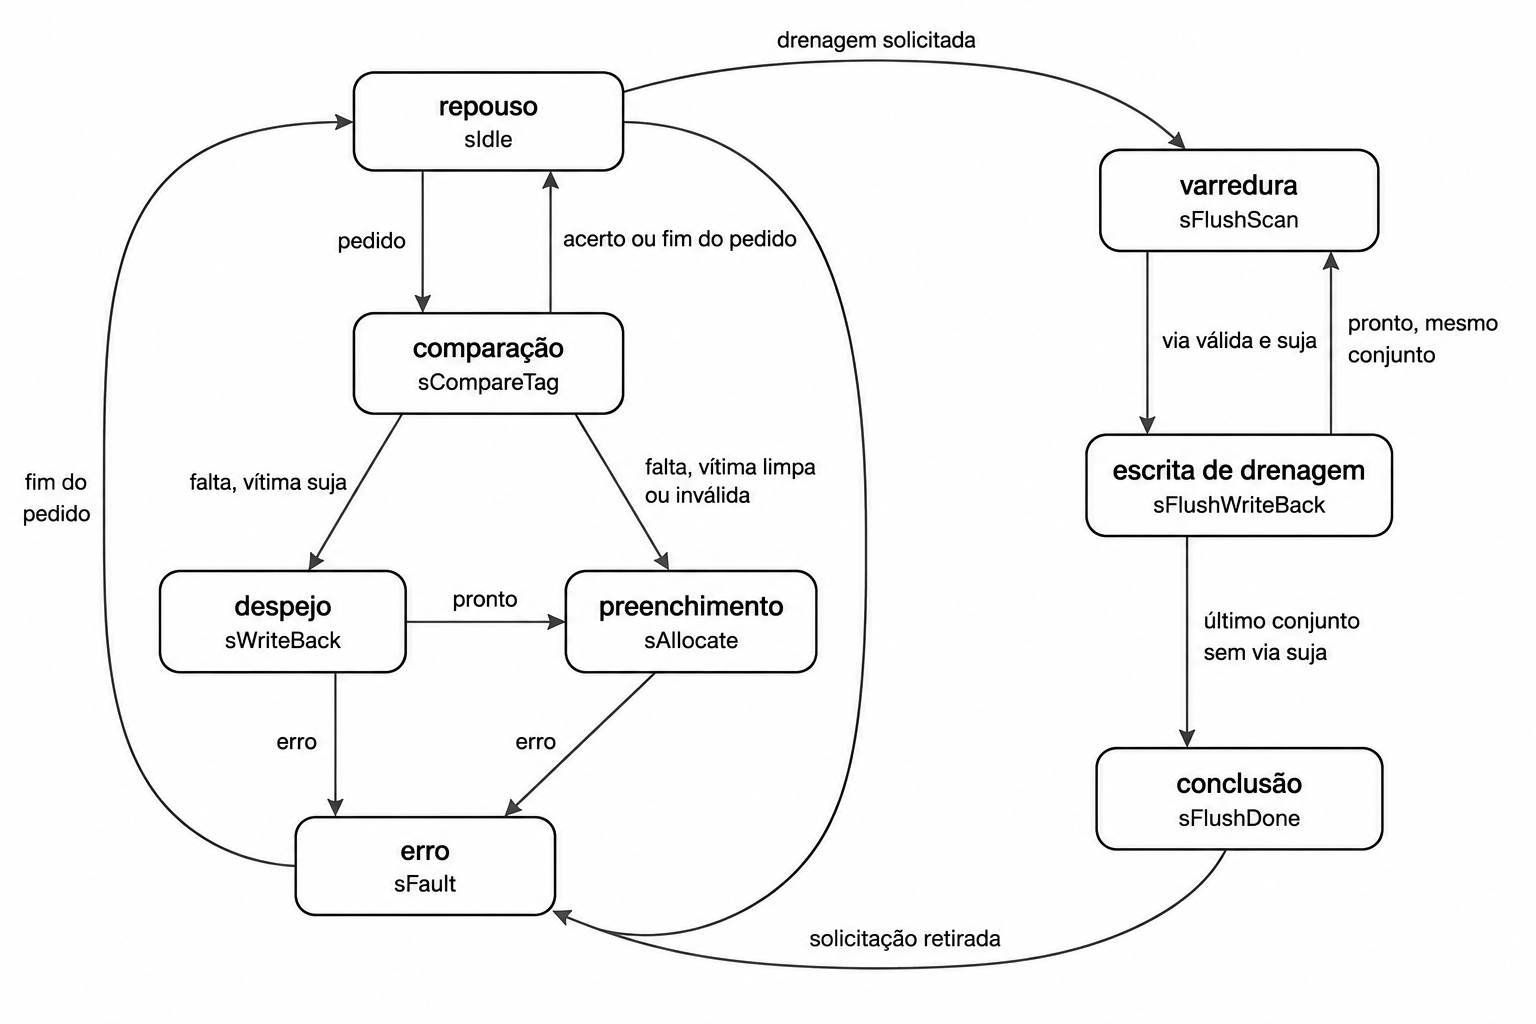 drenagem solicitada
repouso
sIdle
varredura
sFlushScan
pedido
acerto ou fim do pedido
comparação
sCompareTag
via válida e suja
pronto, mesmo
conjunto
fim do
pedido
falta, vítima suja
falta, vítima limpa
ou inválida
escrita de drenagem
sFlushWriteBack
despejo
sWriteBack
pronto
preenchimento
sAllocate
último conjunto
sem via suja
erro
erro
conclusão
sFlushDone
erro
sFault
solicitação retirada